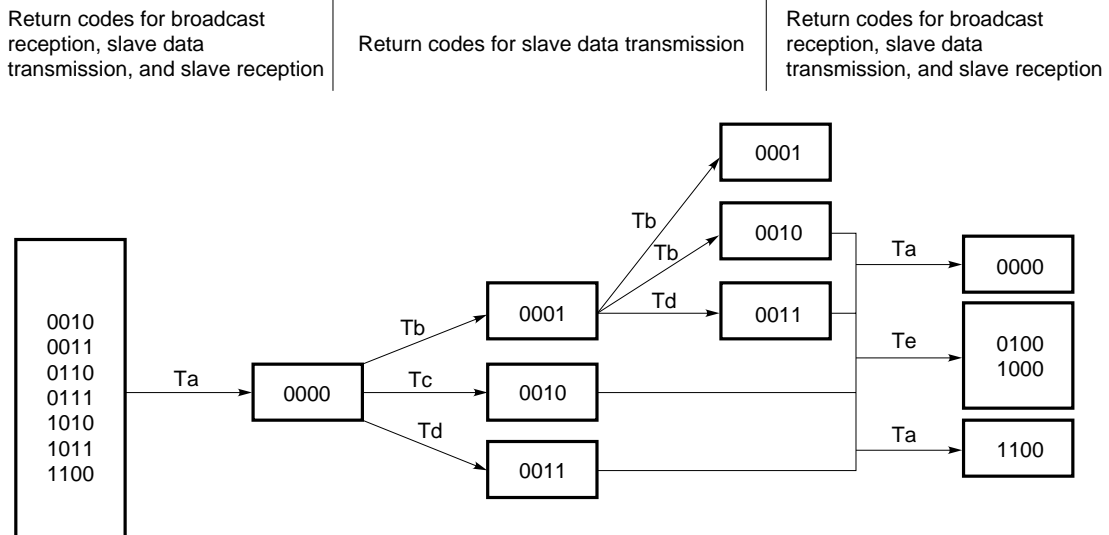 Return codes for broadcast
reception, slave data
transmission, and slave reception
Return codes for slave data transmission
Return codes for broadcast
reception, slave data
transmission, and slave reception
0010
0011
0110
0111
1010
1011
1100
Ta
0000
Tb
Tc
Td
0001
0010
0011
Tb
Tb
Td
0001
0010
0011
Ta
Te
Ta
0000
0100
1000
1100